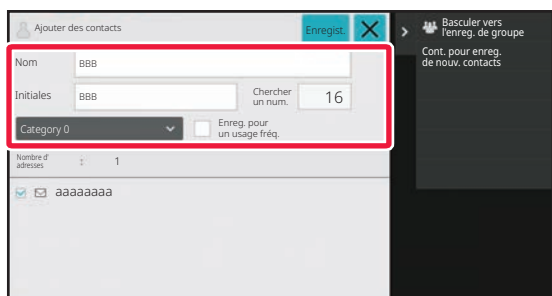 Ajouter des contacts
Enregist.
Nom
BBB
Initiales
BBB
Chercher
un num.
16
Category 0
Enreg. pour
un usage fréq.
Nombre d'
adresses
:
1
aaaaaaaa
Basculer vers
l'enreg. de groupe
Cont. pour enreg.
de nouv. contacts